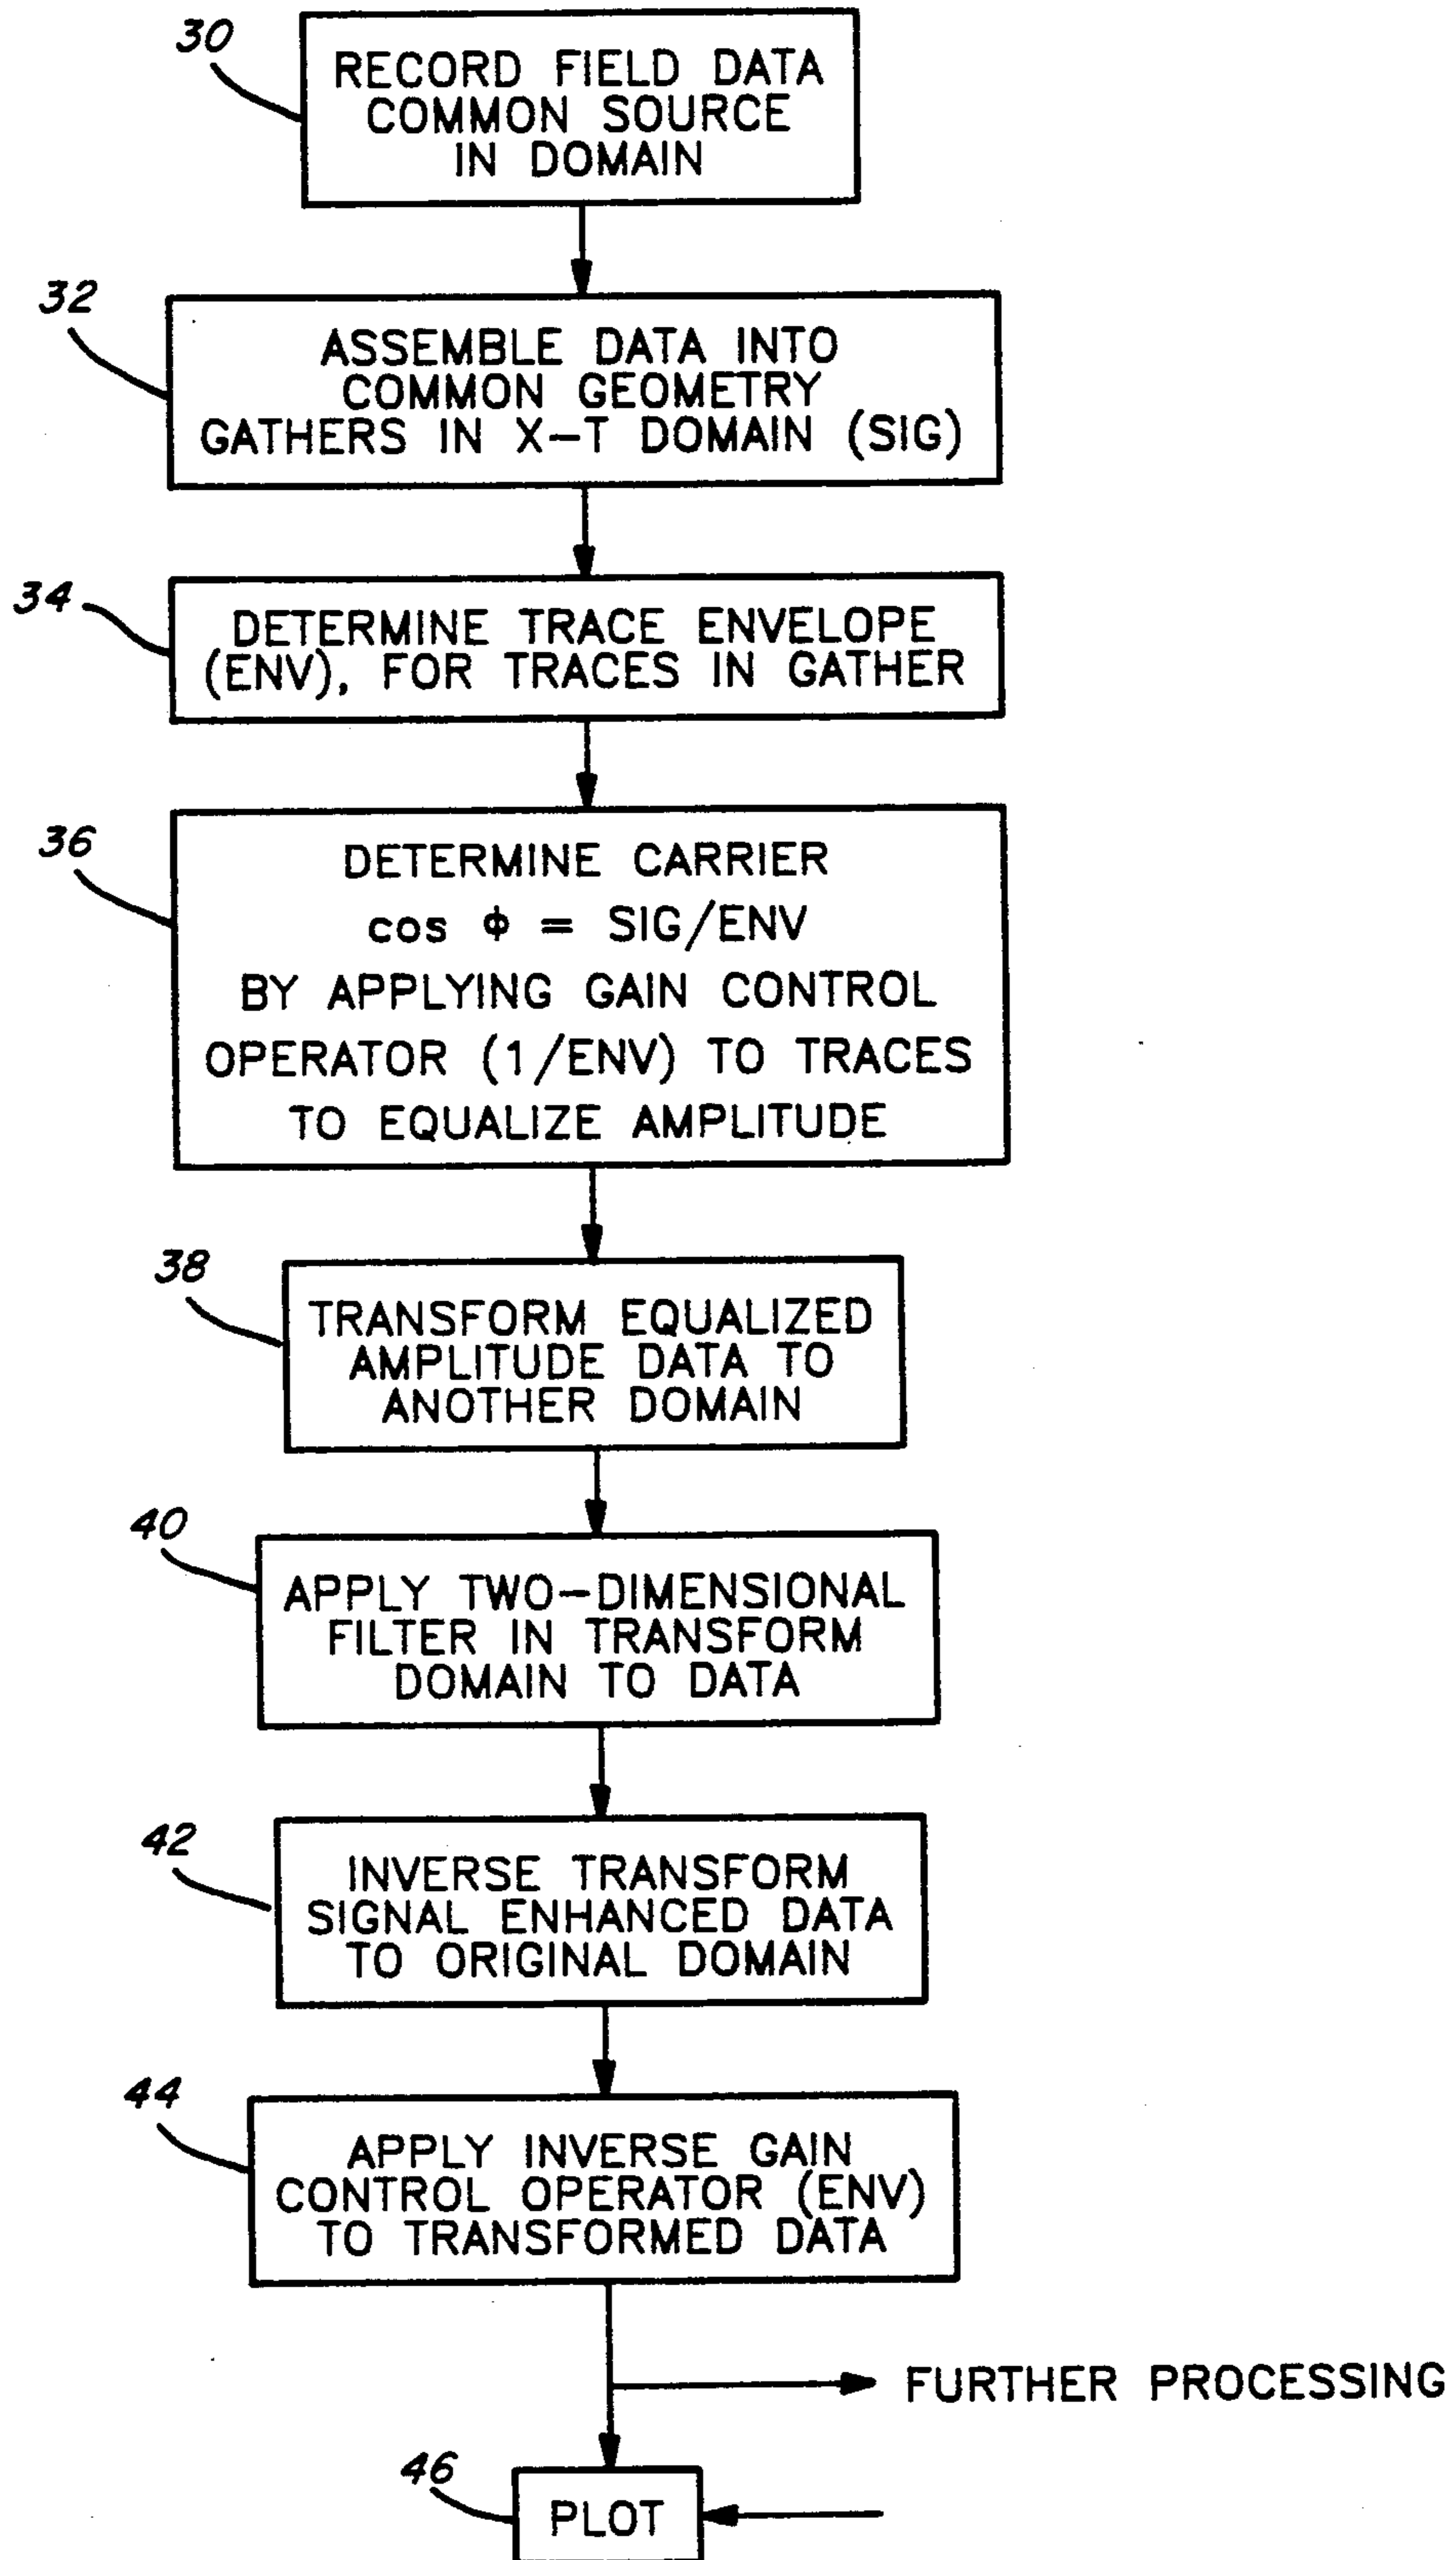 30
RECORD FIELD DATA
COMMON SOURCE
IN DOMAIN
32
ASSEMBLE DATA INTO
COMMON GEOMETRY
GATHERS IN X-T DOMAIN (SIG)
34
DETERMINE TRACE ENVELOPE
(ENV), FOR TRACES IN GATHER
36
DETERMINE CARRIER
cos Φ = SIG/ENV
BY APPLYING GAIN CONTROL
OPERATOR (1/ENV) TO TRACES
TO EQUALIZE AMPLITUDE
38
TRANSFORM EQUALIZED
AMPLITUDE DATA TO
ANOTHER DOMAIN
40
APPLY TWO-DIMENSIONAL
FILTER IN TRANSFORM
DOMAIN TO DATA
42
INVERSE TRANSFORM
SIGNAL ENHANCED DATA
TO ORIGINAL DOMAIN
44
APPLY INVERSE GAIN
CONTROL OPERATOR (ENV)
TO TRANSFORMED DATA
FURTHER PROCESSING
46
PLOT